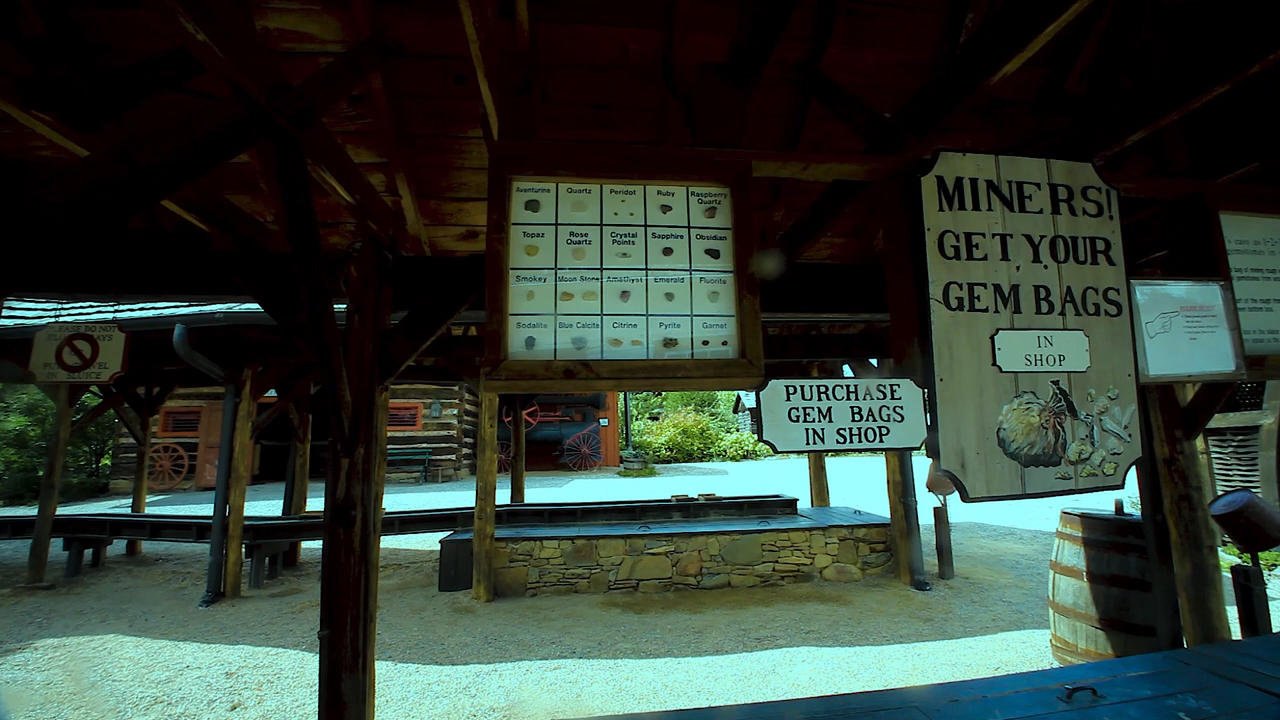 PLEASE DO NOT
Aventurine Quartz Peridot Ruby Raspberry Quartz
Topaz Rose Quartz Crystal Points Sapphire Obsidian
Smokey Moon Stone Amethyst Emerald Fluorite
Sodalite Blue Calcite Citrine Pyrite Garnet
PURCHASE
GEM BAGS
IN SHOP
MINERS!
GET YOUR
GEM BAGS
IN
SHOP